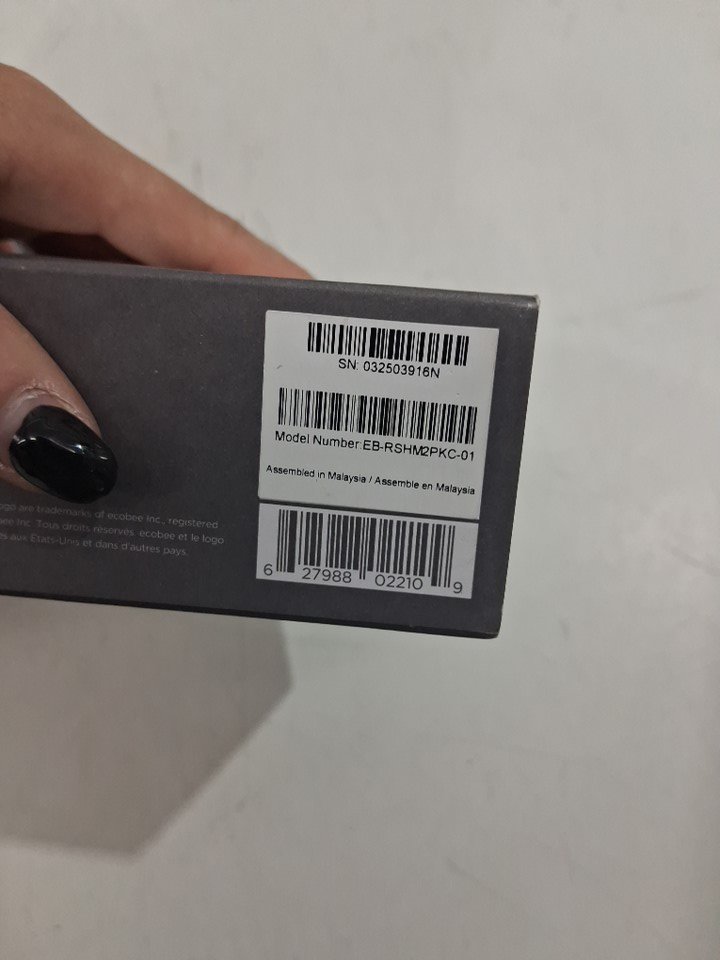 SN: 032503916N
Model Number:EB-RSHM2PKC-01
Assembled in Malaysia / Assemble en Malaysia
logo are trademarks of ecobee Inc., registered
Inc. Tous droits réservés. ecobee et le logo
aux États-Unis et dans d'autres pays.
6 27988 02210 9